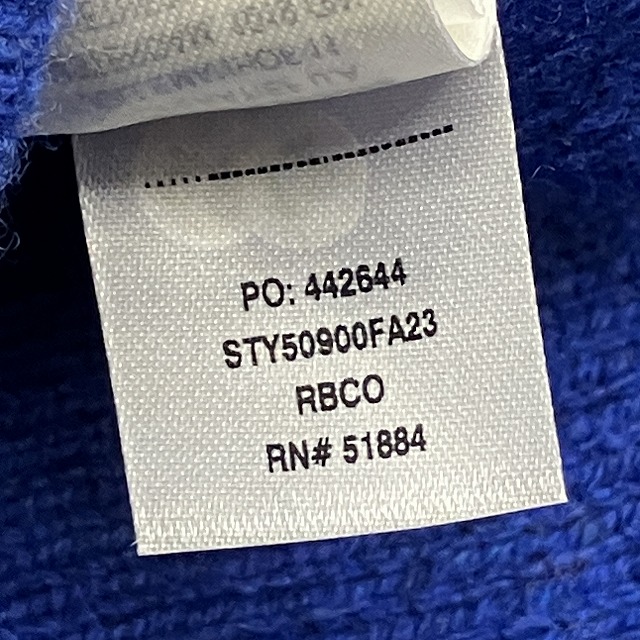 PO: 442644
STY50900FA23
RBCO
RN# 51884